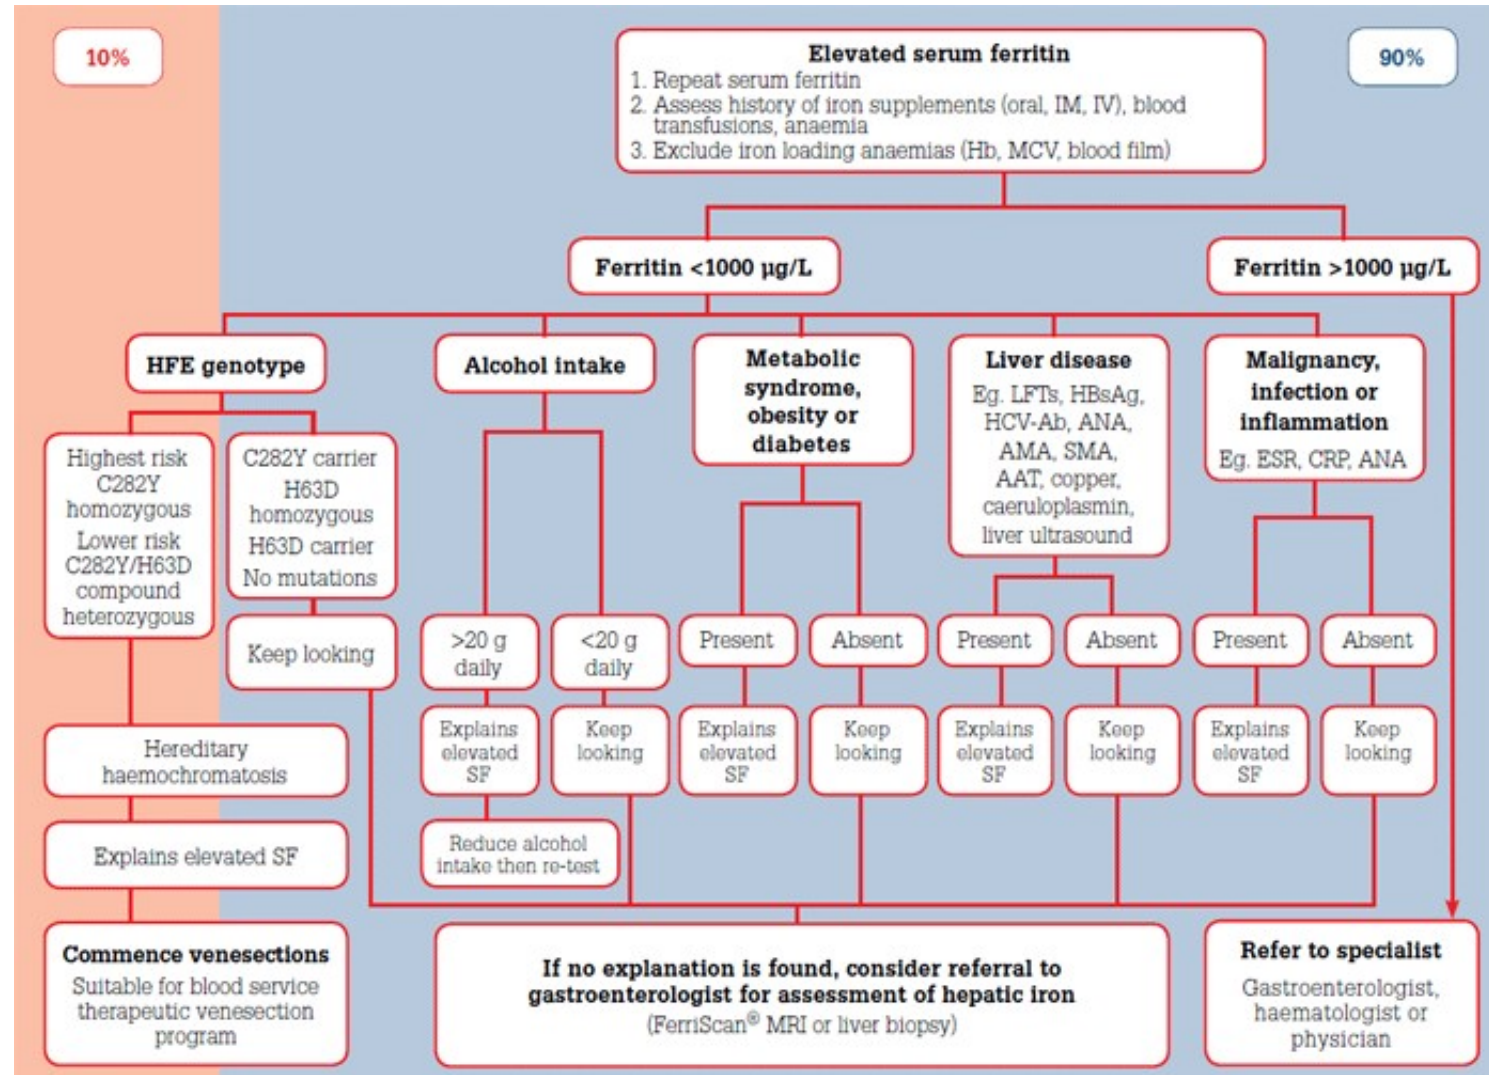 10%
90%
Elevated serum ferritin
1. Repeat serum ferritin
2. Assess history of iron supplements (oral, IM, IV), blood
transfusions, anaemia
3. Exclude iron loading anaemias (Hb, MCV, blood film)
Ferritin <1000 µg/L
Ferritin >1000 µg/L
HFE genotype
Alcohol intake
Metabolic
syndrome,
obesity or
diabetes
Liver disease
Eg. LFTs, HBsAg,
HCV-Ab, ANA,
AMA, SMA,
AAT, copper,
caeruloplasmin,
liver ultrasound
Malignancy,
infection or
inflammation
Eg. ESR, CRP, ANA
Highest risk
C282Y
homozygous
Lower risk
C282Y/H63D
compound
heterozygous
C282Y carrier
H63D
homozygous
H63D carrier
No mutations
Keep looking
>20 g
daily
<20 g
daily
Present
Absent
Present
Absent
Present
Absent
Explains
elevated
SF
Keep
looking
Explains
elevated
SF
Keep
looking
Explains
elevated
SF
Keep
looking
Explains
elevated
SF
Keep
looking
Hereditary
haemochromatosis
Reduce alcohol
intake then re-test
Explains elevated SF
Commence venesections
Suitable for blood service
therapeutic venesection
program
If no explanation is found, consider referral to
gastroenterologist for assessment of hepatic iron
(FerriScan® MRI or liver biopsy)
Refer to specialist
Gastroenterologist,
haematologist or
physician